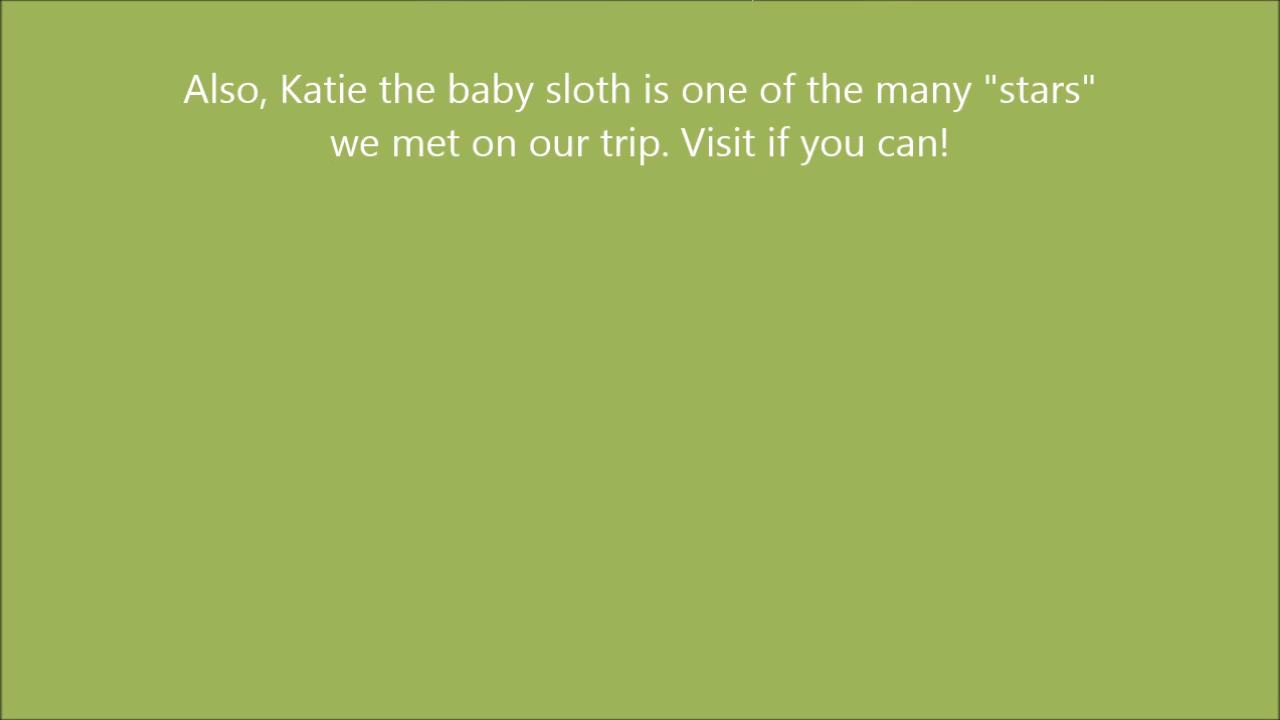 Also, Katie the baby sloth is one of the many "stars"
we met on our trip. Visit if you can!